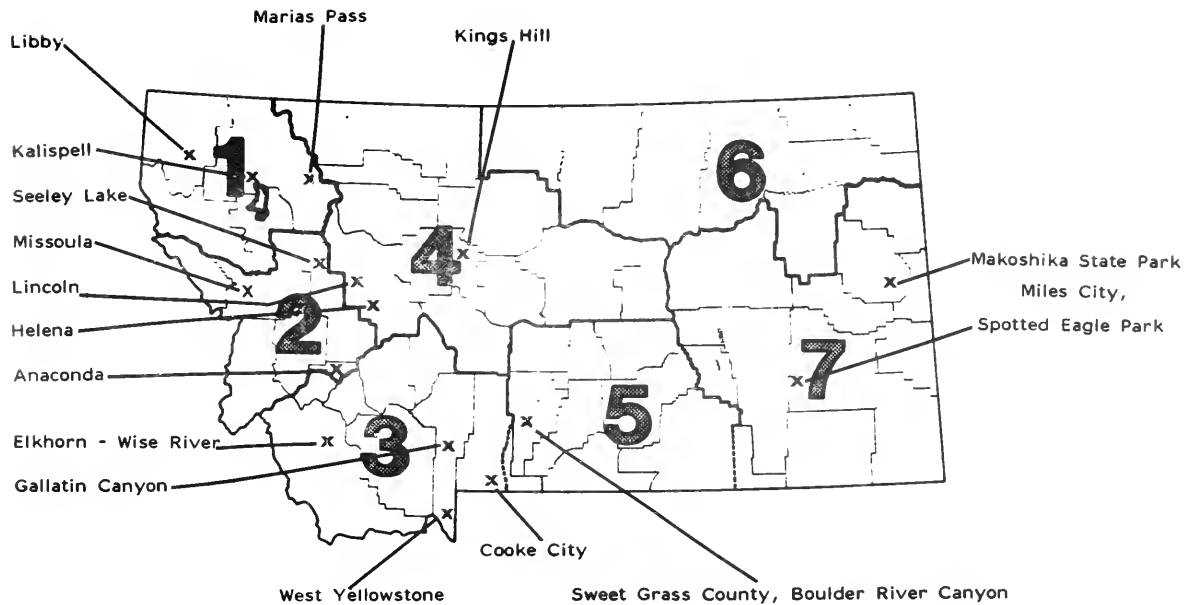 Marias Pass
Libby
Kings Hill
Kalispell
1
6
Seeley Lake
Missoula
4
Makoshika State Park
Lincoln
Miles City,
Helena
2
Spotted Eagle Park
Anaconda
7
5
Elkhorn - Wise River
3
Gallatin Canyon
Cooke City
West Yellowstone
Sweet Grass County, Boulder River Canyon